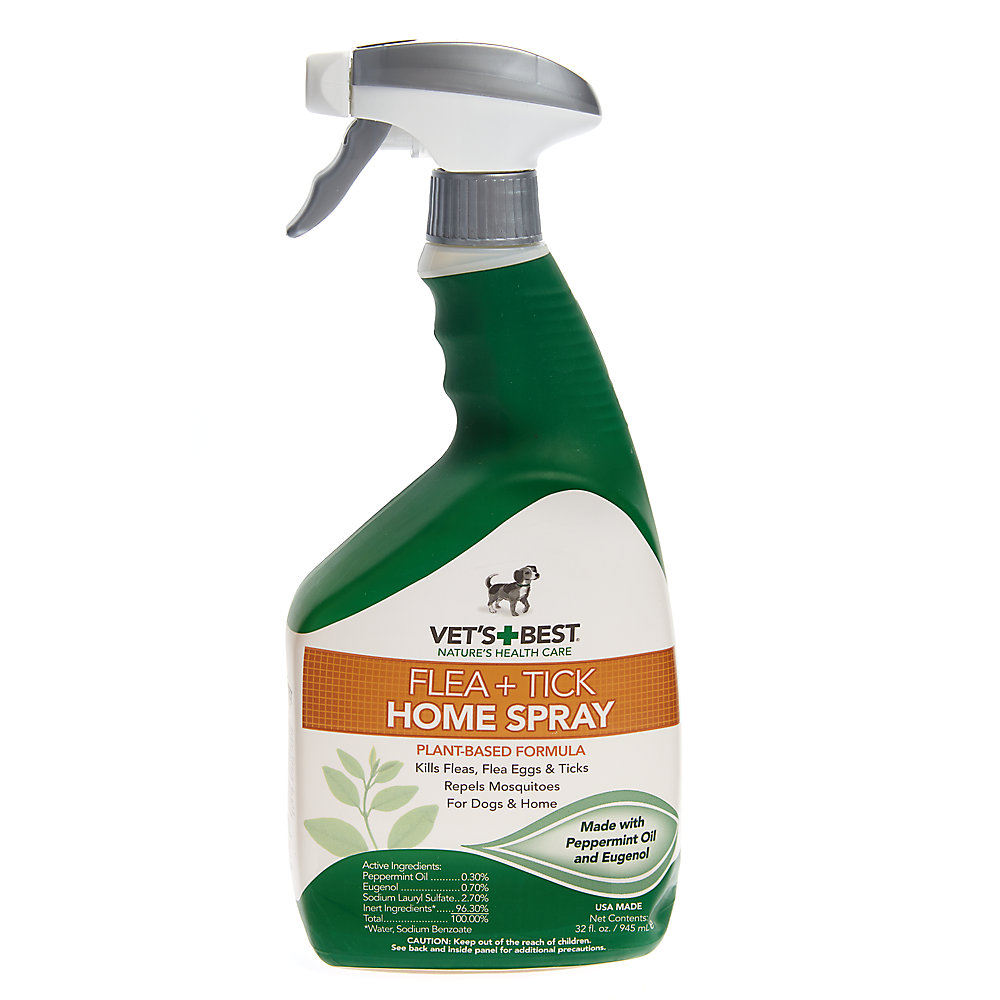 VET'S+BEST®
NATURE'S HEALTH CARE
FLEA + TICK
HOME SPRAY
PLANT-BASED FORMULA
Kills Fleas, Flea Eggs & Ticks
Repels Mosquitoes
For Dogs & Home
Made with
Peppermint Oil
and Eugenol
Active Ingredients:
Peppermint Oil ..........0.30%
Eugenol ......................0.70%
Sodium Lauryl Sulfate..2.70%
Inert Ingredients*......96.30%
Total......................100.00%
*Water, Sodium Benzoate
USA MADE
Net Contents:
32 fl. oz. / 945 mL
CAUTION: Keep out of the reach of children.
See back and inside panel for additional precautions.